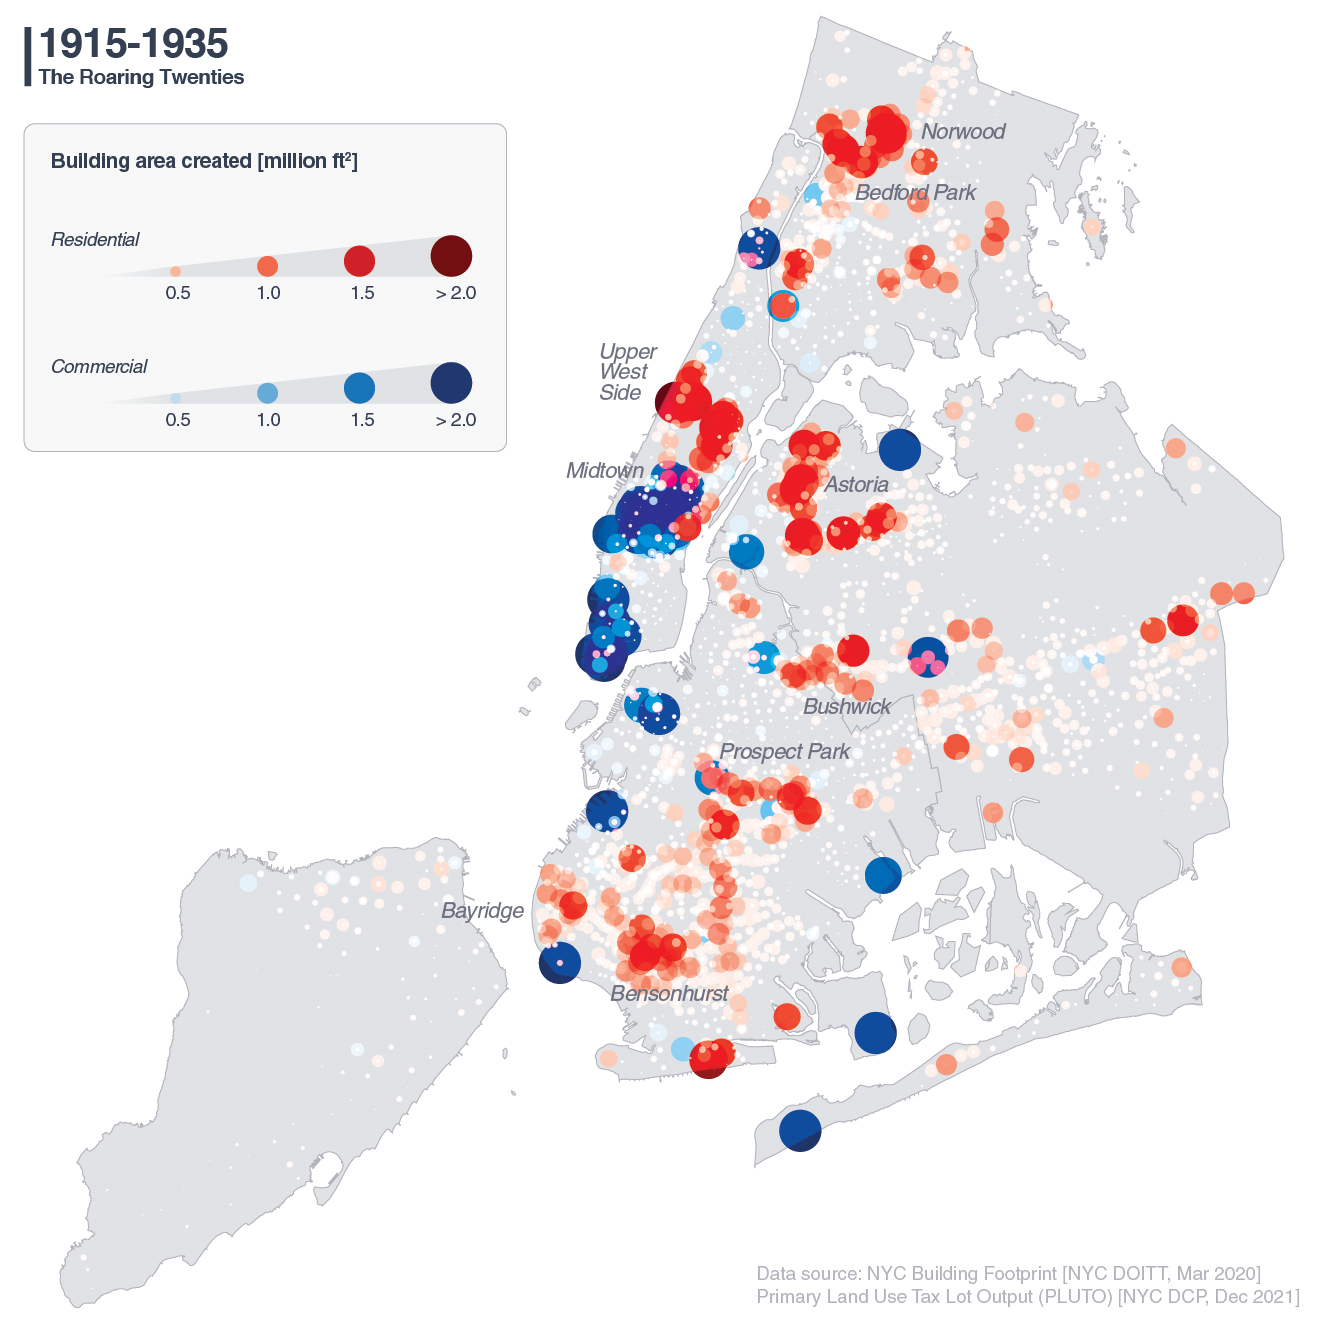 1915-1935
The Roaring Twenties
Building area created [million ft²]
Residential
0.5 1.0 1.5 > 2.0
Commercial
0.5 1.0 1.5 > 2.0
Norwood
Bedford Park
Upper
West
Side
Midtown
Astoria
Bushwick
Prospect Park
Bayridge
Bensonhurst
Data source: NYC Building Footprint [NYC DOITT, Mar 2020]
Primary Land Use Tax Lot Output (PLUTO) [NYC DCP, Dec 2021]